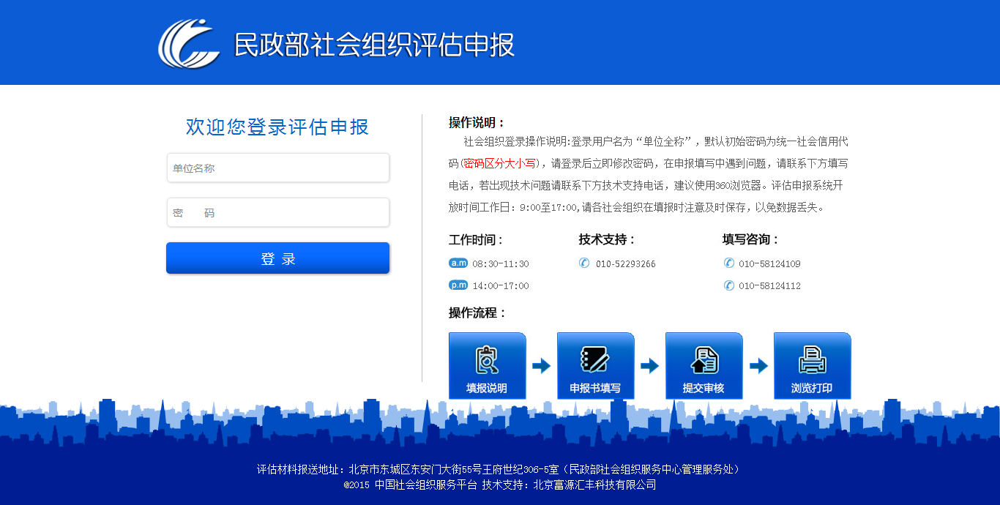 民政部社会组织评估申报
欢迎您登录评估申报
单位名称
密　　码
登 录
操作说明：
社会组织登录操作说明:登录用户名为“单位全称”，默认初始密码为统一社会信用代
码(密码区分大小写)，请登录后立即修改密码，在申报填写中遇到问题，请联系下方填写
电话，若出现技术问题请联系下方技术支持电话，建议使用360浏览器。评估申报系统开
放时间工作日：9:00至17:00,请各社会组织在填报时注意及时保存，以免数据丢失。
工作时间：
a.m 08:30-11:30
p.m 14:00-17:00
技术支持：
010-52293266
填写咨询：
010-58124109
010-58124112
操作流程：
填报说明
申报书填写
提交审核
浏览打印
评估材料报送地址：北京市东城区东安门大街55号王府世纪306-5室（民政部社会组织服务中心管理服务处）
@2015 中国社会组织服务平台 技术支持：北京富源汇丰科技有限公司